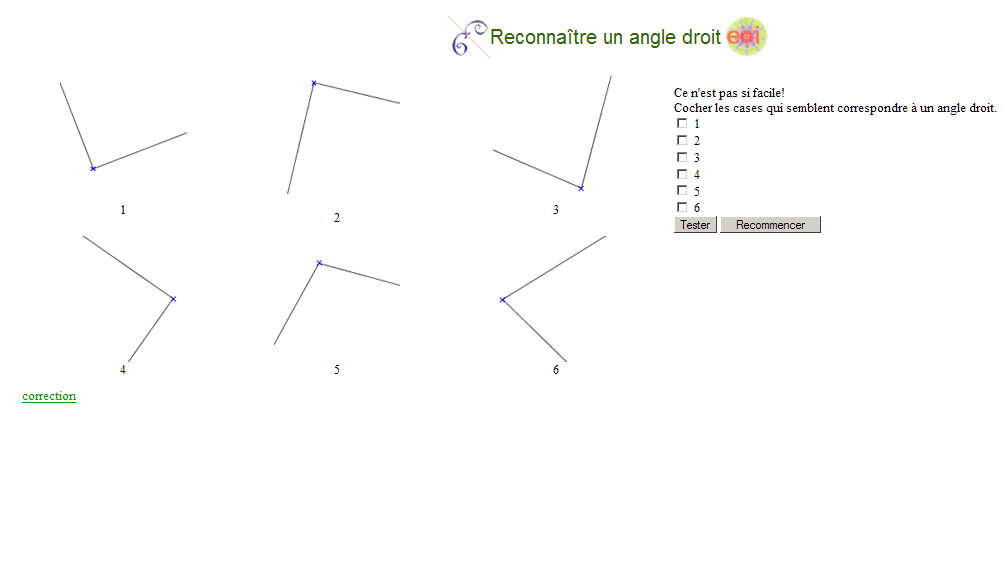 Reconnaître un angle droit epi
Ce n'est pas si facile!
Cocher les cases qui semblent correspondre à un angle droit.
1
2
3
4
5
6
Tester Recommencer
1
2
3
4
5
6
correction